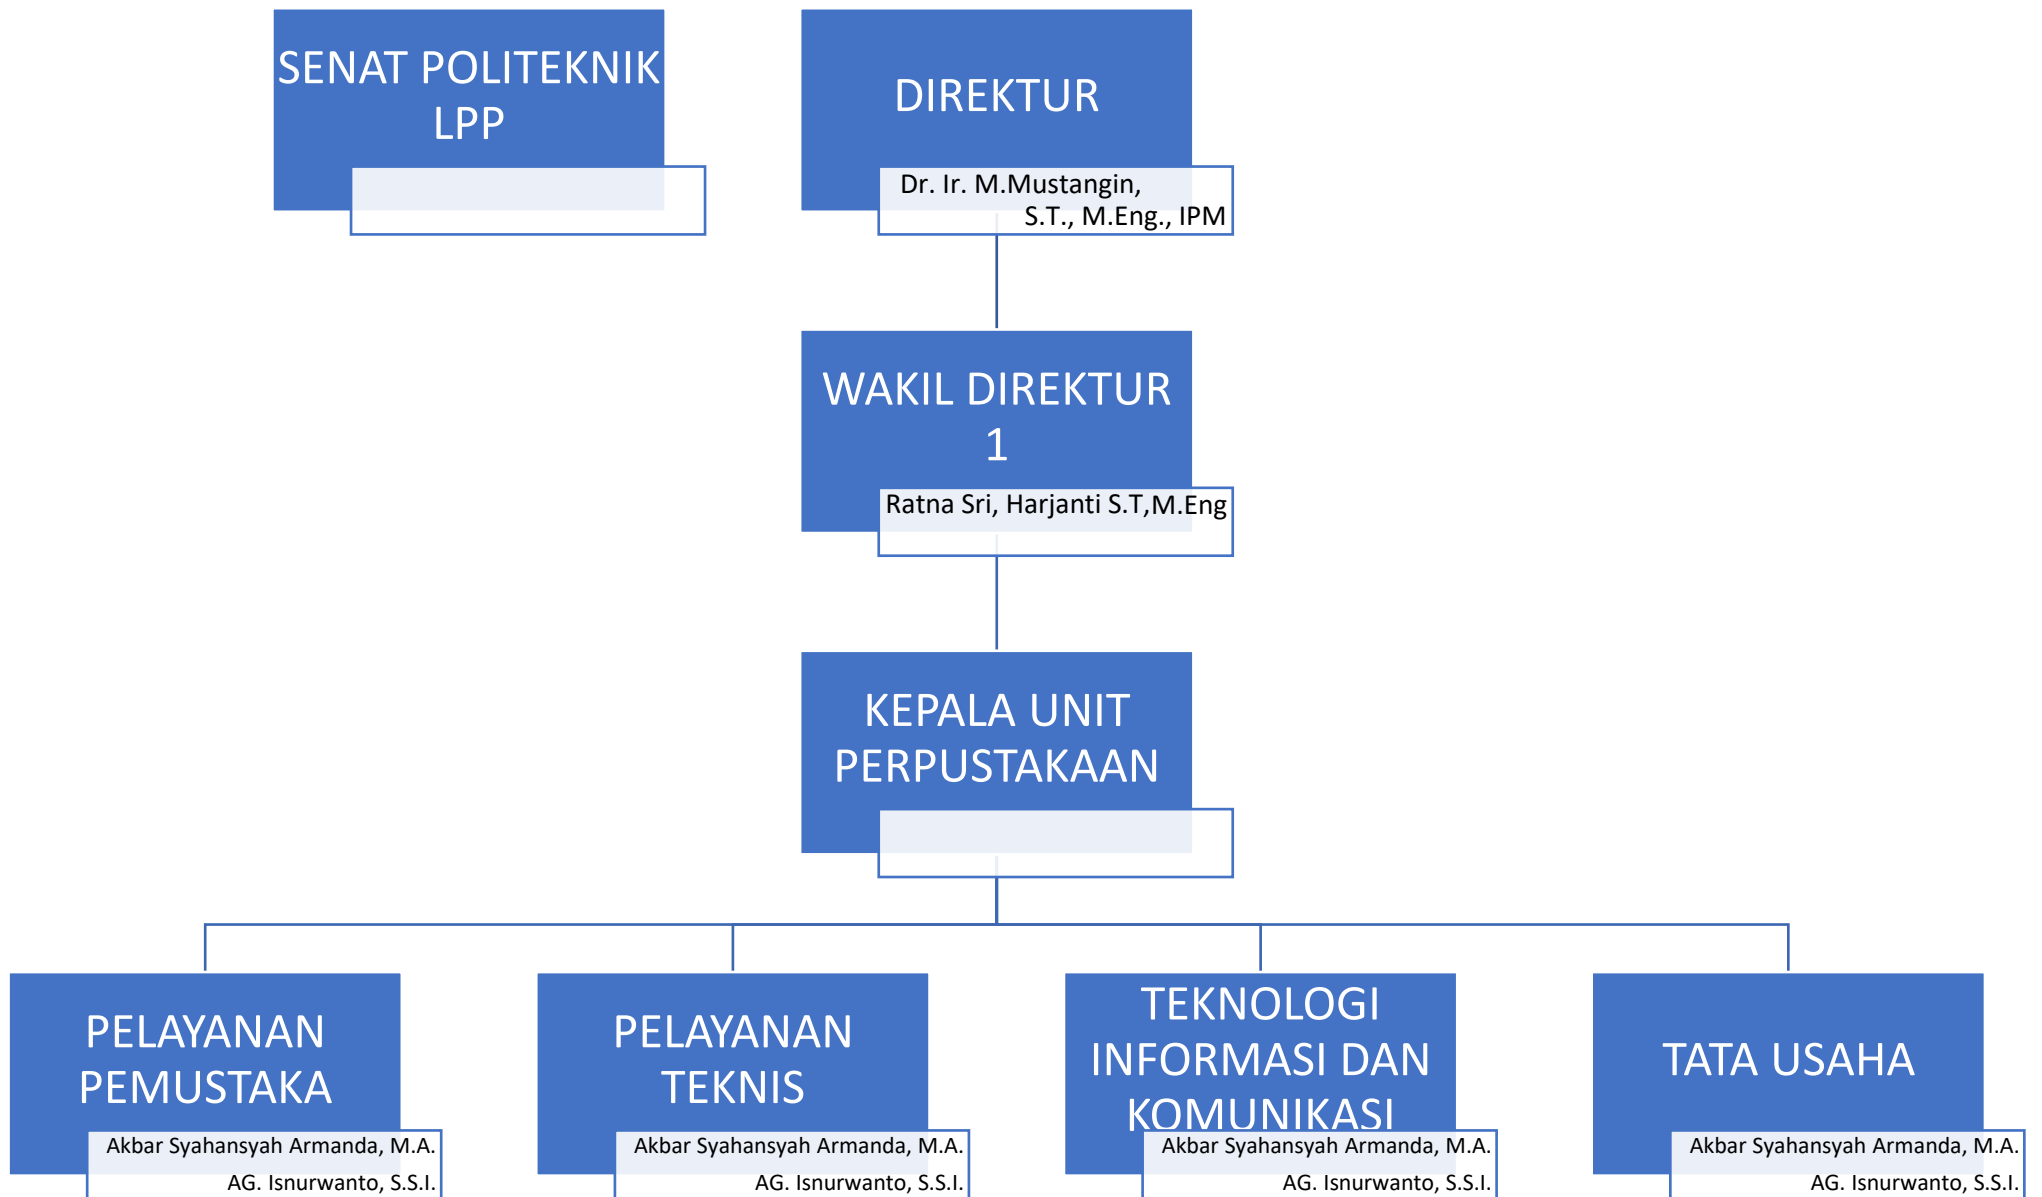 SENAT POLITEKNIK
LPP
DIREKTUR
Dr. Ir. M.Mustangin,
S.T., M.Eng., IPM
WAKIL DIREKTUR
1
Ratna Sri, Harjanti S.T,M.Eng
KEPALA UNIT
PERPUSTAKAAN
PELAYANAN
PEMUSTAKA
Akbar Syahansyah Armanda, M.A.
AG. Isnurwanto, S.S.I.
PELAYANAN
TEKNIS
Akbar Syahansyah Armanda, M.A.
AG. Isnurwanto, S.S.I.
TEKNOLOGI
INFORMASI DAN
KOMUNIKASI
Akbar Syahansyah Armanda, M.A.
AG. Isnurwanto, S.S.I.
TATA USAHA
Akbar Syahansyah Armanda, M.A.
AG. Isnurwanto, S.S.I.